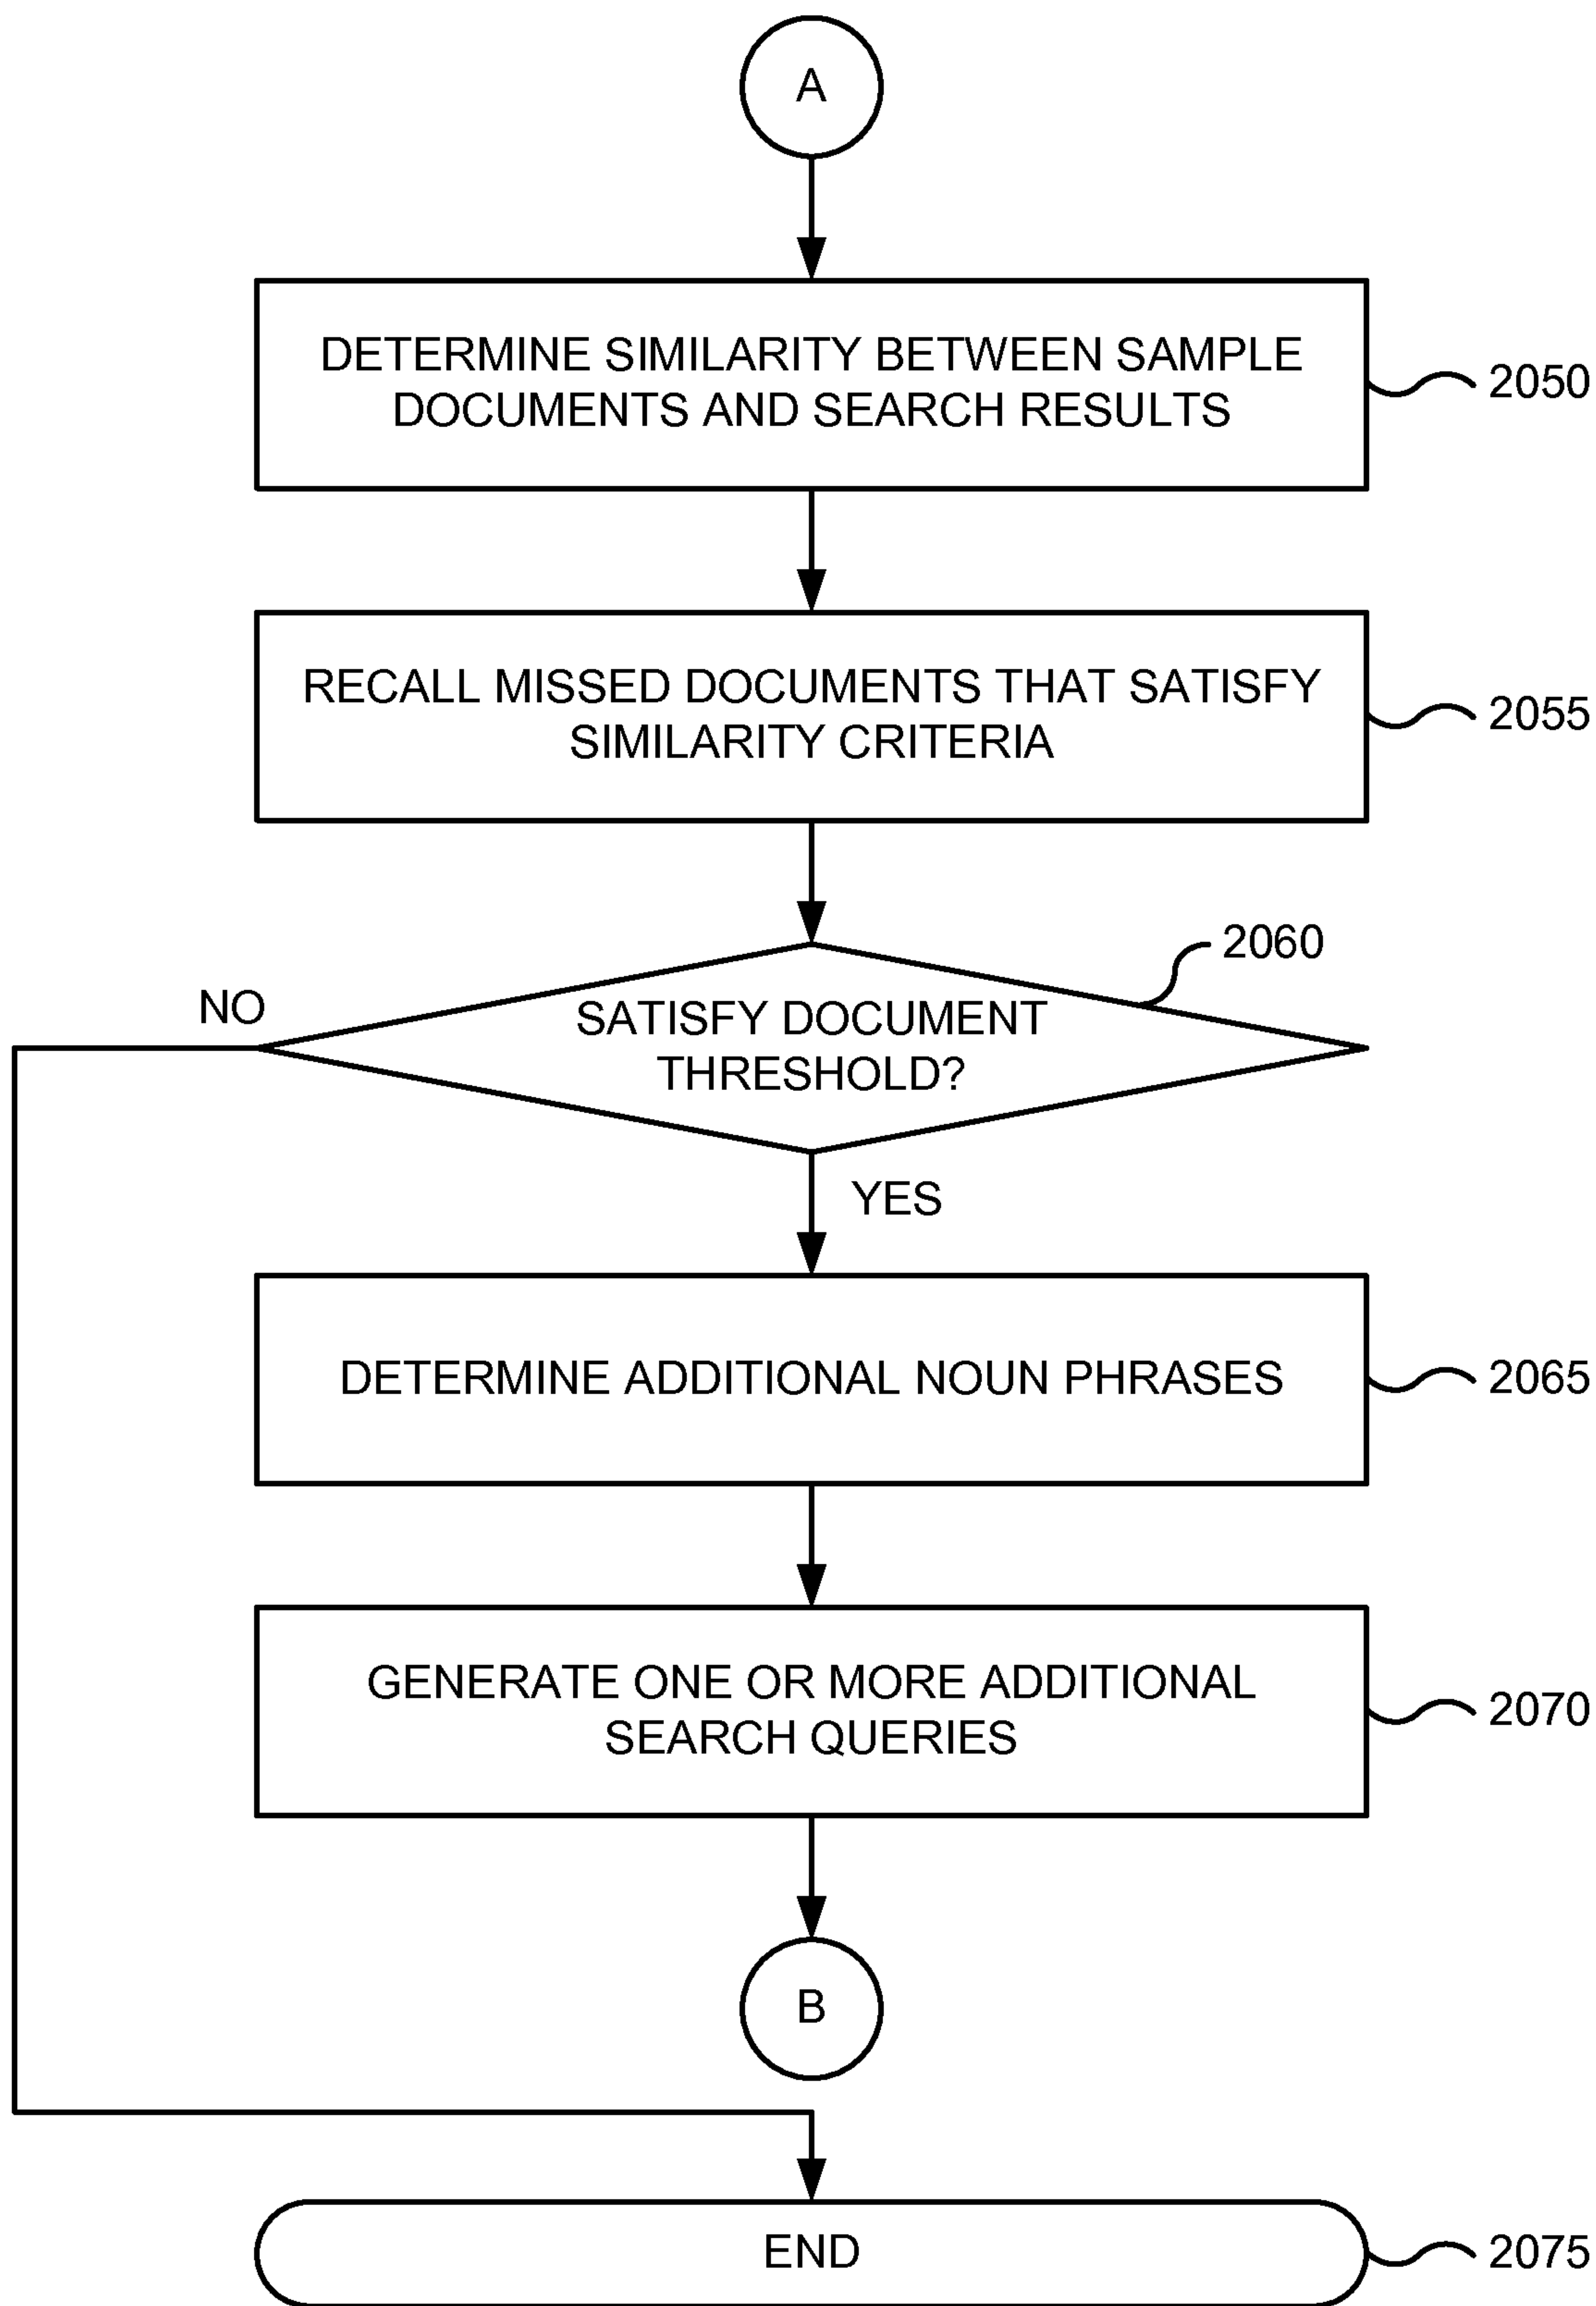 A
DETERMINE SIMILARITY BETWEEN SAMPLE
DOCUMENTS AND SEARCH RESULTS
2050
RECALL MISSED DOCUMENTS THAT SATISFY
SIMILARITY CRITERIA
2055
2060
NO
SATISFY DOCUMENT
THRESHOLD?
YES
DETERMINE ADDITIONAL NOUN PHRASES
2065
GENERATE ONE OR MORE ADDITIONAL
SEARCH QUERIES
2070
B
END
2075